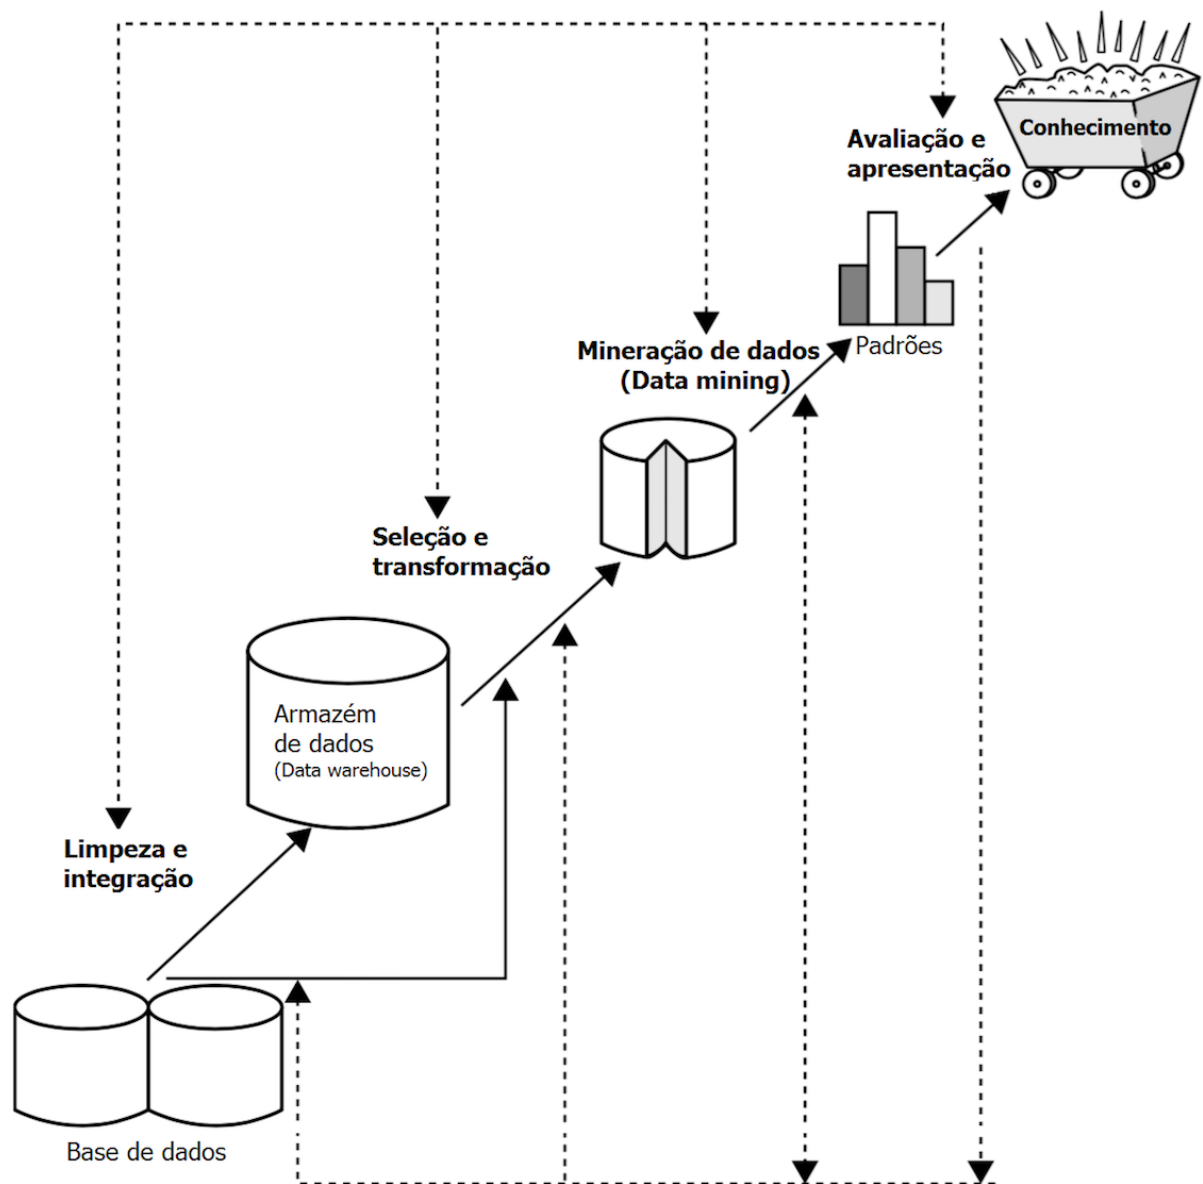 Conhecimento
Avaliação e
apresentação
Padrões
Mineração de dados
(Data mining)
Seleção e
transformação
Armazém
de dados
(Data warehouse)
Limpeza e
integração
Base de dados